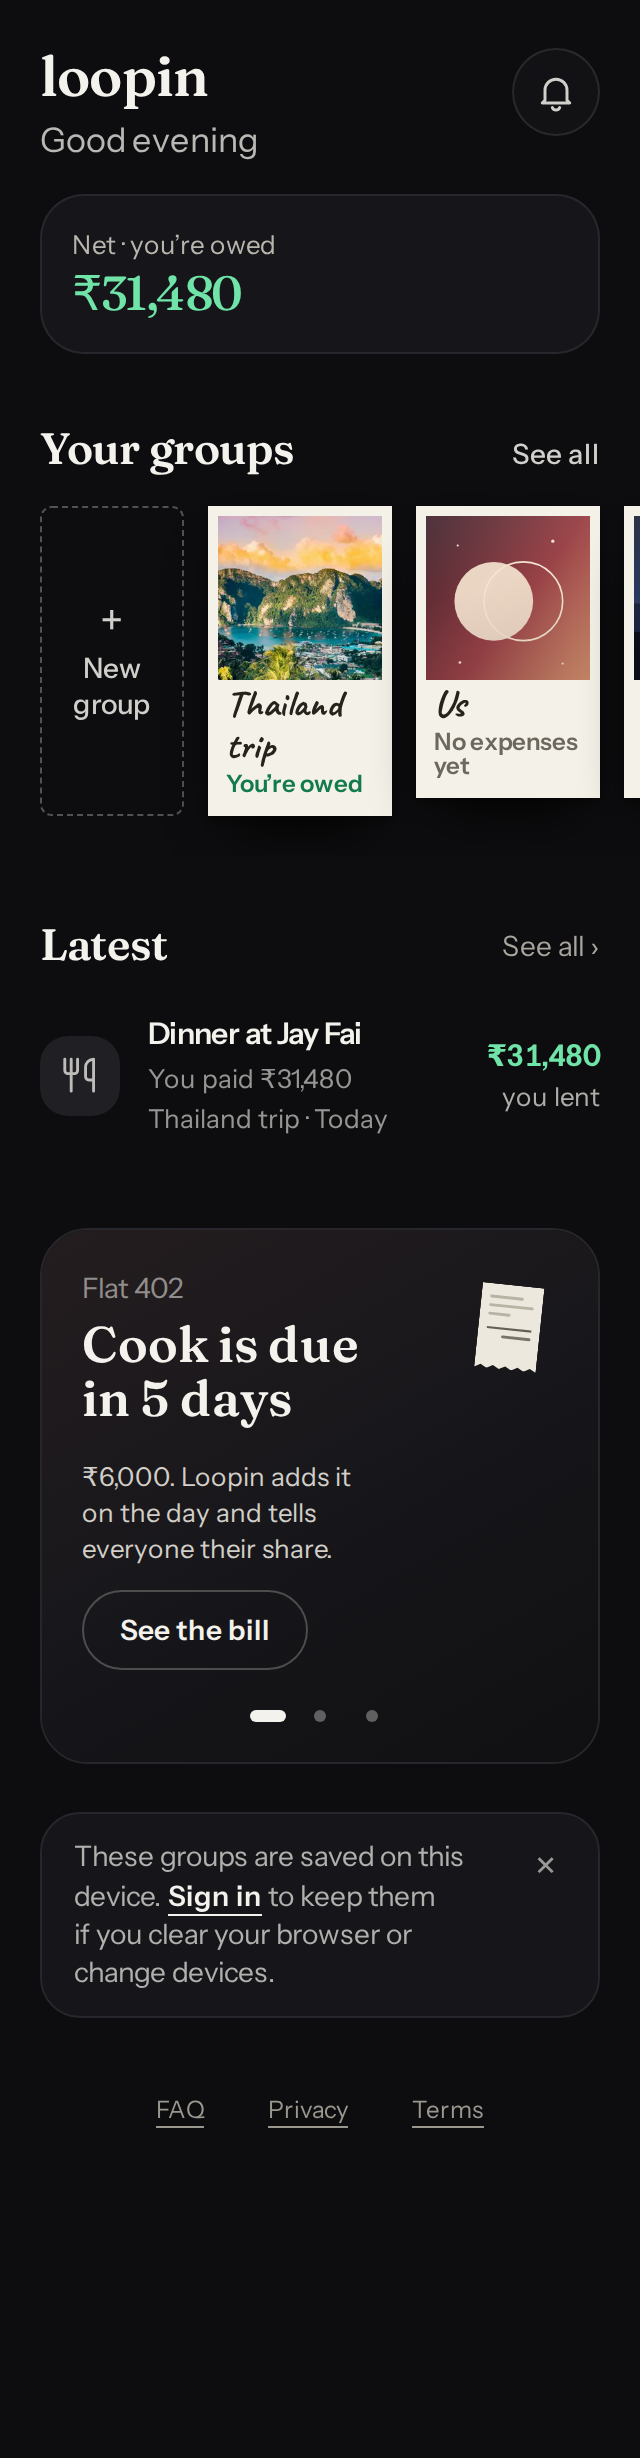 loopin
Good evening
Net · you’re owed
₹31,480
Your groups
See all
+
New
group
Thailand
trip
You’re owed
Us
No expenses
yet
Latest
See all ›
Dinner at Jay Fai
You paid ₹31,480
Thailand trip · Today
₹31,480
you lent
Flat 402
Cook is due
in 5 days
₹6,000. Loopin adds it
on the day and tells
everyone their share.
See the bill
These groups are saved on this
device. Sign in to keep them
if you clear your browser or
change devices.
×
FAQ
Privacy
Terms